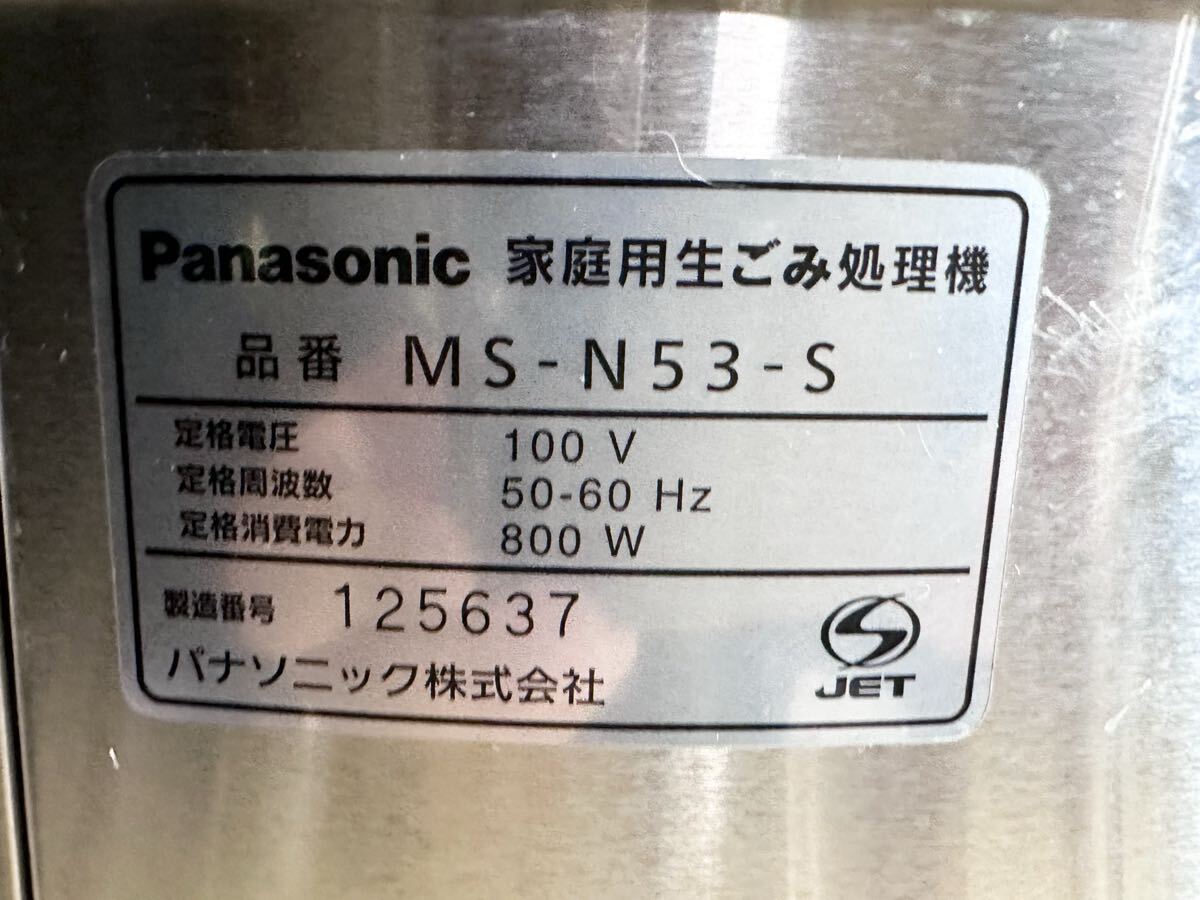 Panasonic 家庭用生ごみ処理機
品番 MS-N53-S
定格電圧 100 V
定格周波数 50-60 Hz
定格消費電力 800 W
製造番号 125637
パナソニック株式会社
JET